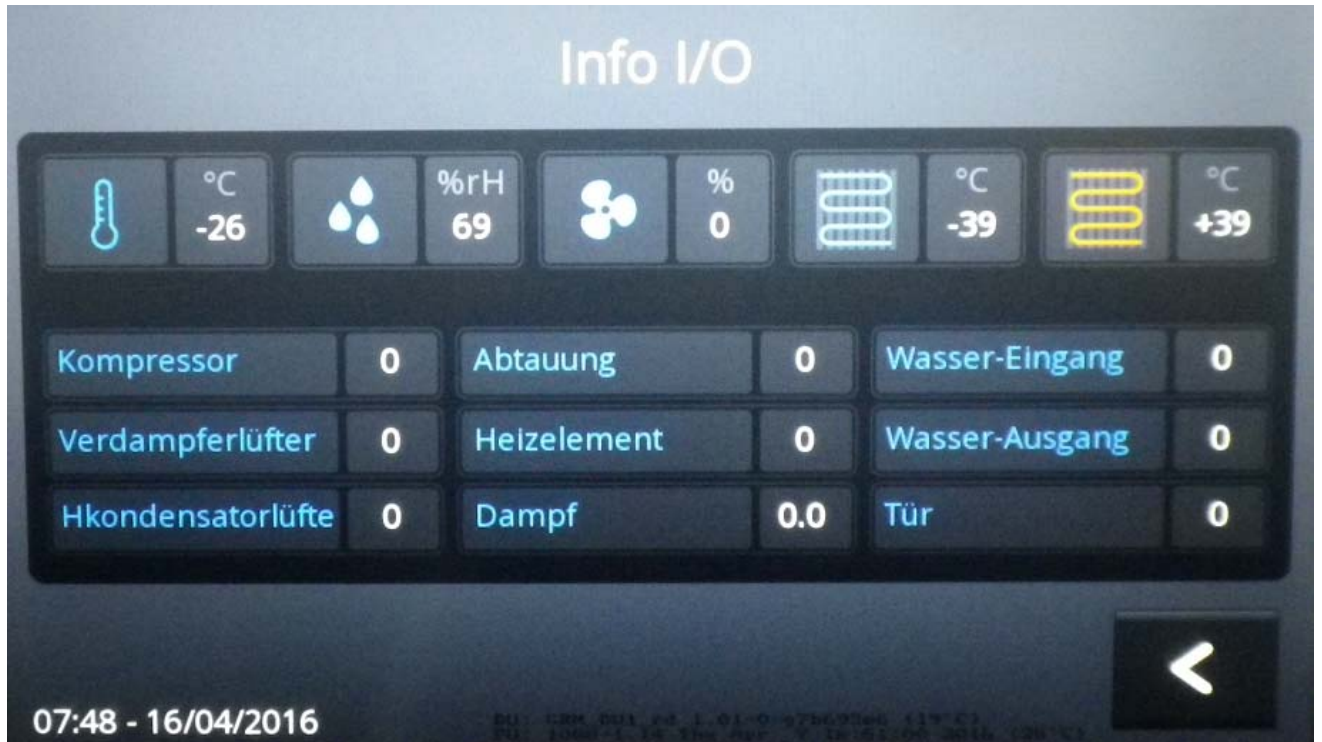 Info I/O
°C -26 %rH 69 % 0 °C -39 °C +39
Kompressor 0 Abtauung 0 Wasser-Eingang 0
Verdampferlüfter 0 Heizelement 0 Wasser-Ausgang 0
Hkondensatorlüfte 0 Dampf 0.0 Tür 0
<
07:48 - 16/04/2016